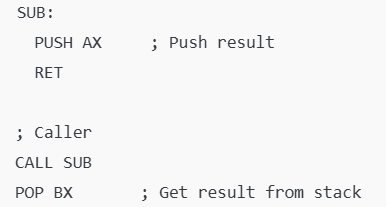 SUB:
  PUSH AX     ; Push result
  RET

; Caller
CALL SUB
POP BX       ; Get result from stack